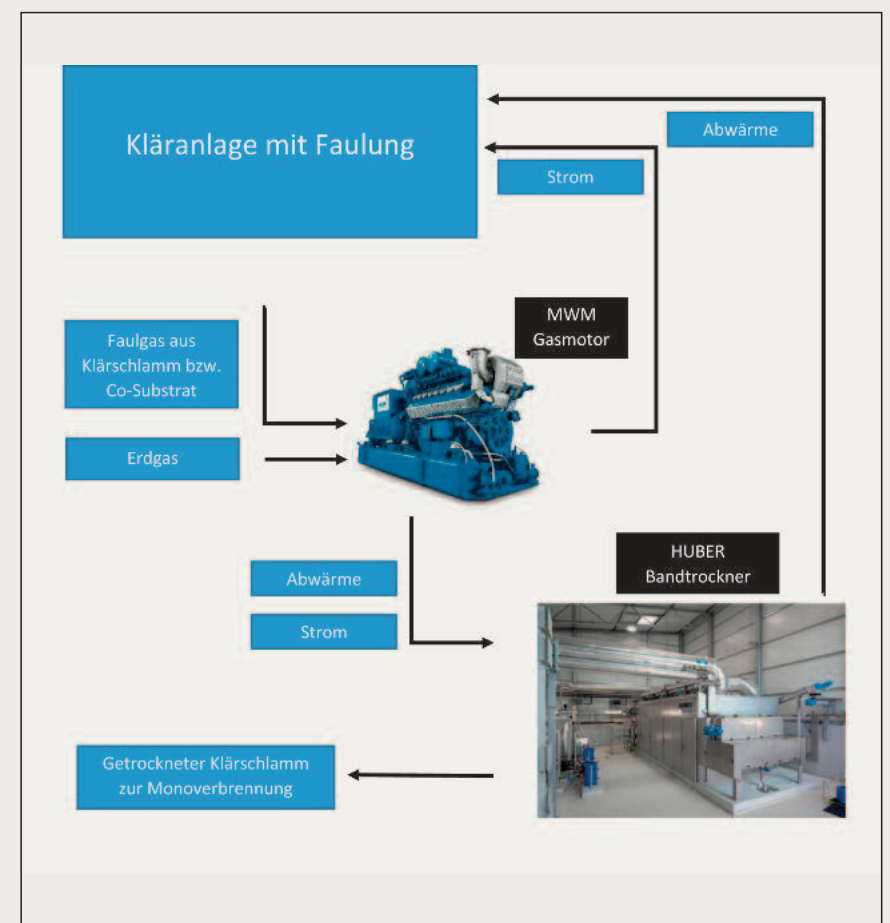 Kläranlage mit Faulung
Abwärme
Strom
MWM
Gasmotor
Faulgas aus
Klärschlamm bzw.
Co-Substrat
Erdgas
HUBER
Bandtrockner
Abwärme
Strom
Getrockneter Klärschlamm
zur Monoverbrennung